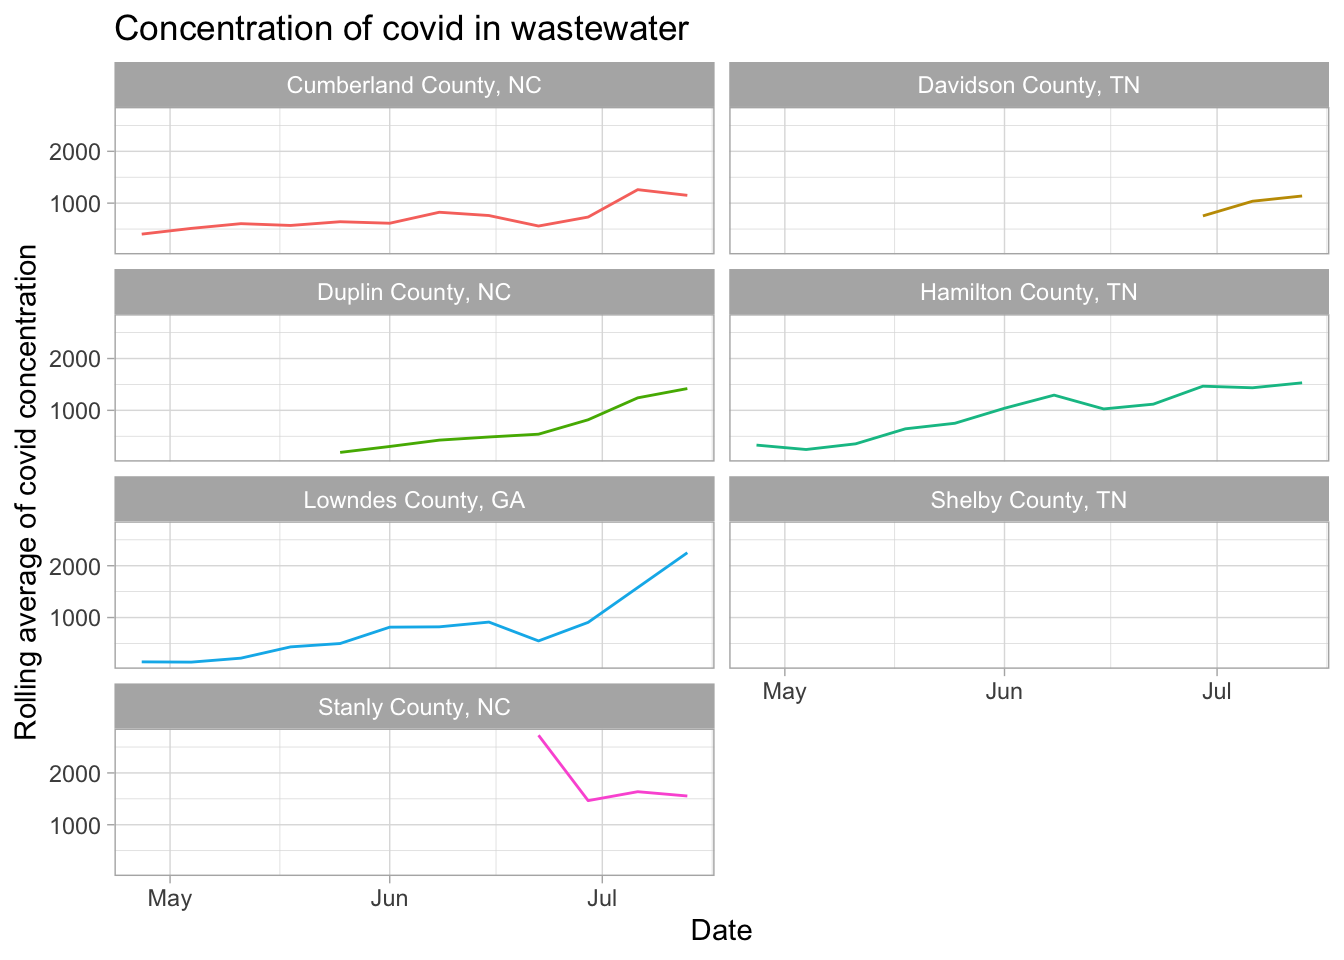 Concentration of covid in wastewater
Cumberland County, NC
Davidson County, TN
2000
1000
Duplin County, NC
Hamilton County, TN
2000
1000
Lowndes County, GA
Shelby County, TN
2000
1000
May Jun Jul
Stanly County, NC
2000
1000
May Jun Jul
Date
Rolling average of covid concentration